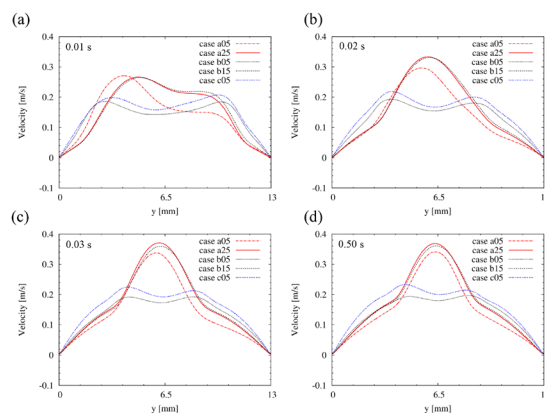 (a)
0.01 s
case a05
case a25
case b05
case b15
case c05
Velocity [m/s]
0.4
0.3
0.2
0.1
0
-0.1
0
6.5
13
y [mm]
(b)
0.02 s
case a05
case a25
case b05
case b15
case c05
Velocity [m/s]
0.4
0.3
0.2
0.1
0
-0.1
0
6.5
1
y [mm]
(c)
0.03 s
case a05
case a25
case b05
case b15
case c05
Velocity [m/s]
0.4
0.3
0.2
0.1
0
-0.1
0
6.5
13
y [mm]
(d)
0.50 s
case a05
case a25
case b05
case b15
case c05
Velocity [m/s]
0.4
0.3
0.2
0.1
0
-0.1
0
6.5
1
y [mm]